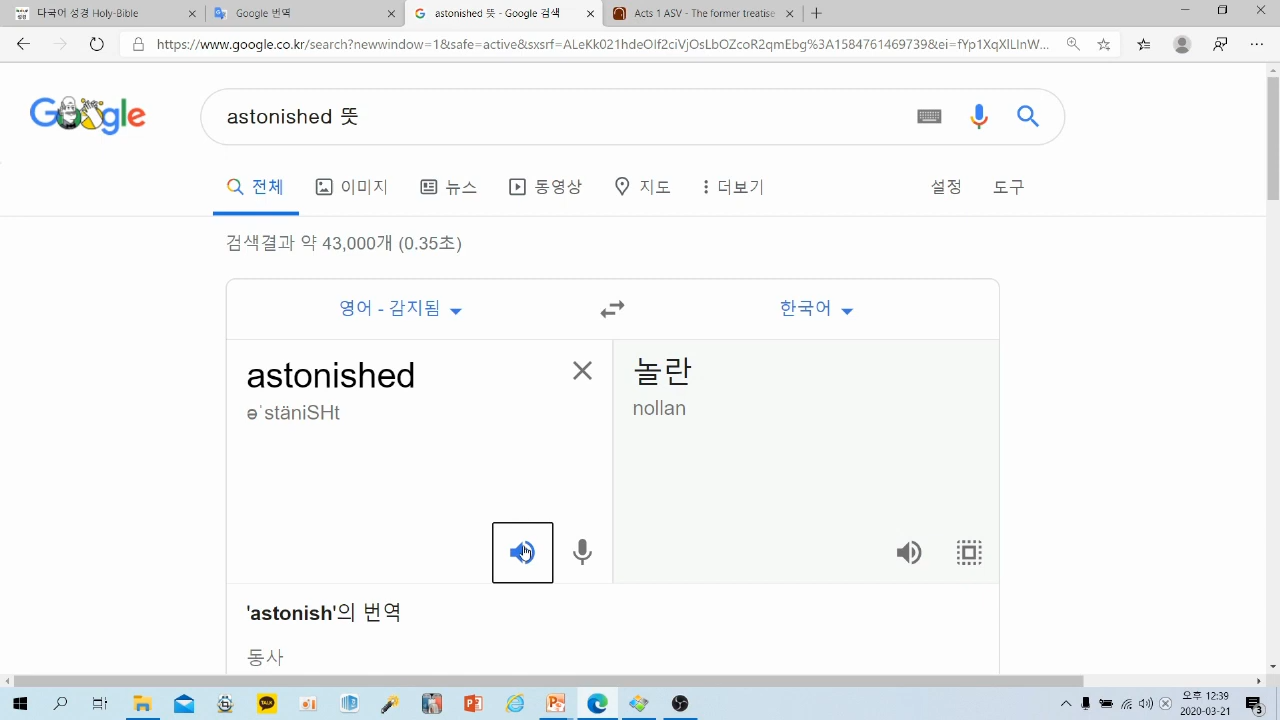 다국어 성경 Holy-Bible
Google 번역
astonished 뜻 - Google 검색
Acts 1 ASV - The former treatise
https://www.google.co.kr/search?newwindow=1&safe=active&sxsrf=ALeKk021hdeOIf2ciVjOsLbOZcoR2qmEbg%3A1584761469739&ei=fYp1XqXlLInW...
Google
astonished 뜻
전체
이미지
뉴스
동영상
지도
더보기
설정
도구
검색결과 약 43,000개 (0.35초)
영어 - 감지됨
한국어
astonished
놀란
əˈstäniSHt
nollan
'astonish'의 번역
동사
오후 12:39
2020-03-21
3